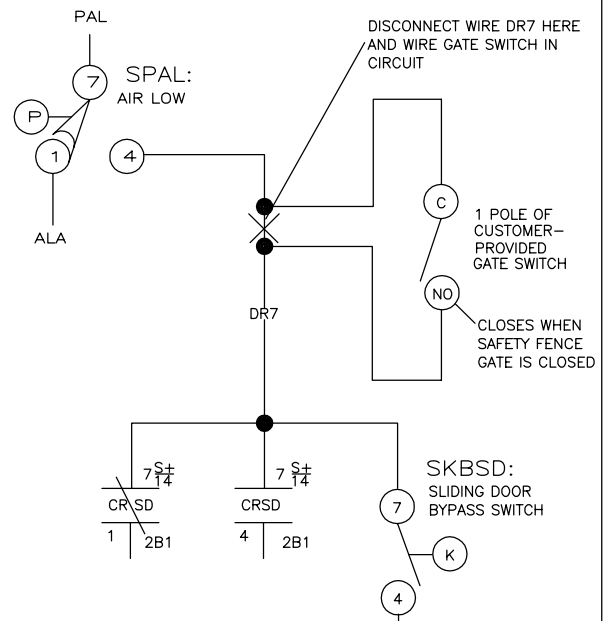 PAL
DISCONNECT WIRE DR7 HERE
AND WIRE GATE SWITCH IN
CIRCUIT
7
SPAL:
AIR LOW
P
1
4
ALA
C
1 POLE OF
CUSTOMER-
PROVIDED
GATE SWITCH
NO
DR7
CLOSES WHEN
SAFETY FENCE
GATE IS CLOSED
7 S+
14
CRSD
1 2B1
7 S+
14
CRSD
4 2B1
SKBSD:
SLIDING DOOR
BYPASS SWITCH
7
K
4